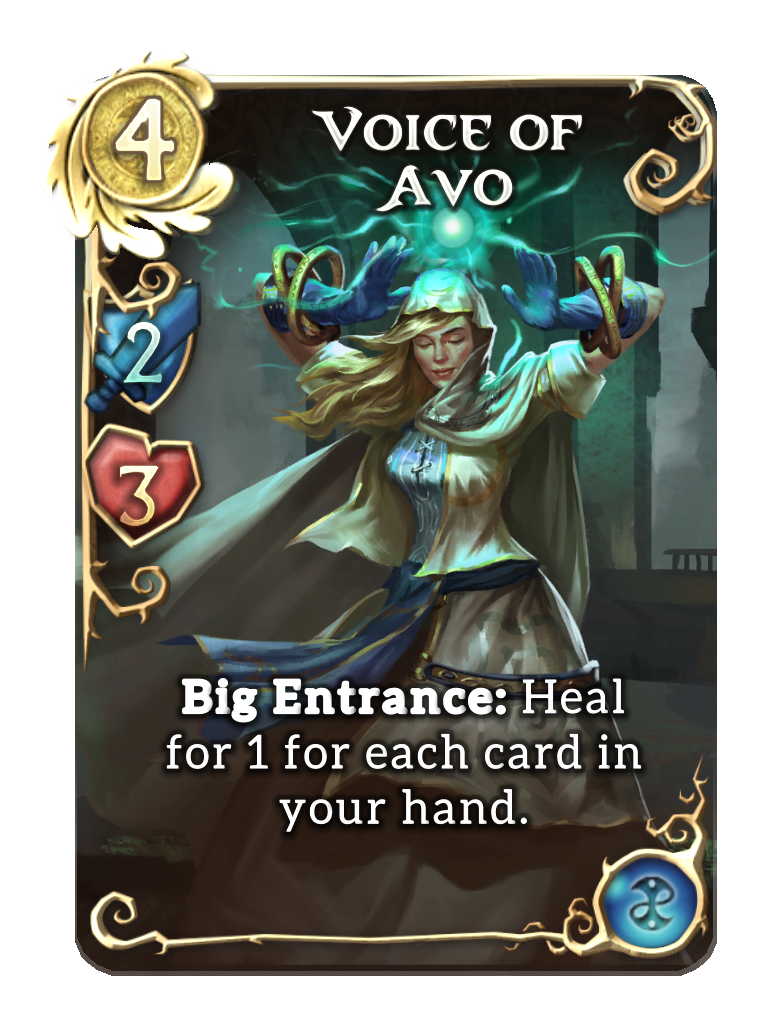 4
Voice of
Avo
2
3
Big Entrance: Heal
for 1 for each card in
your hand.